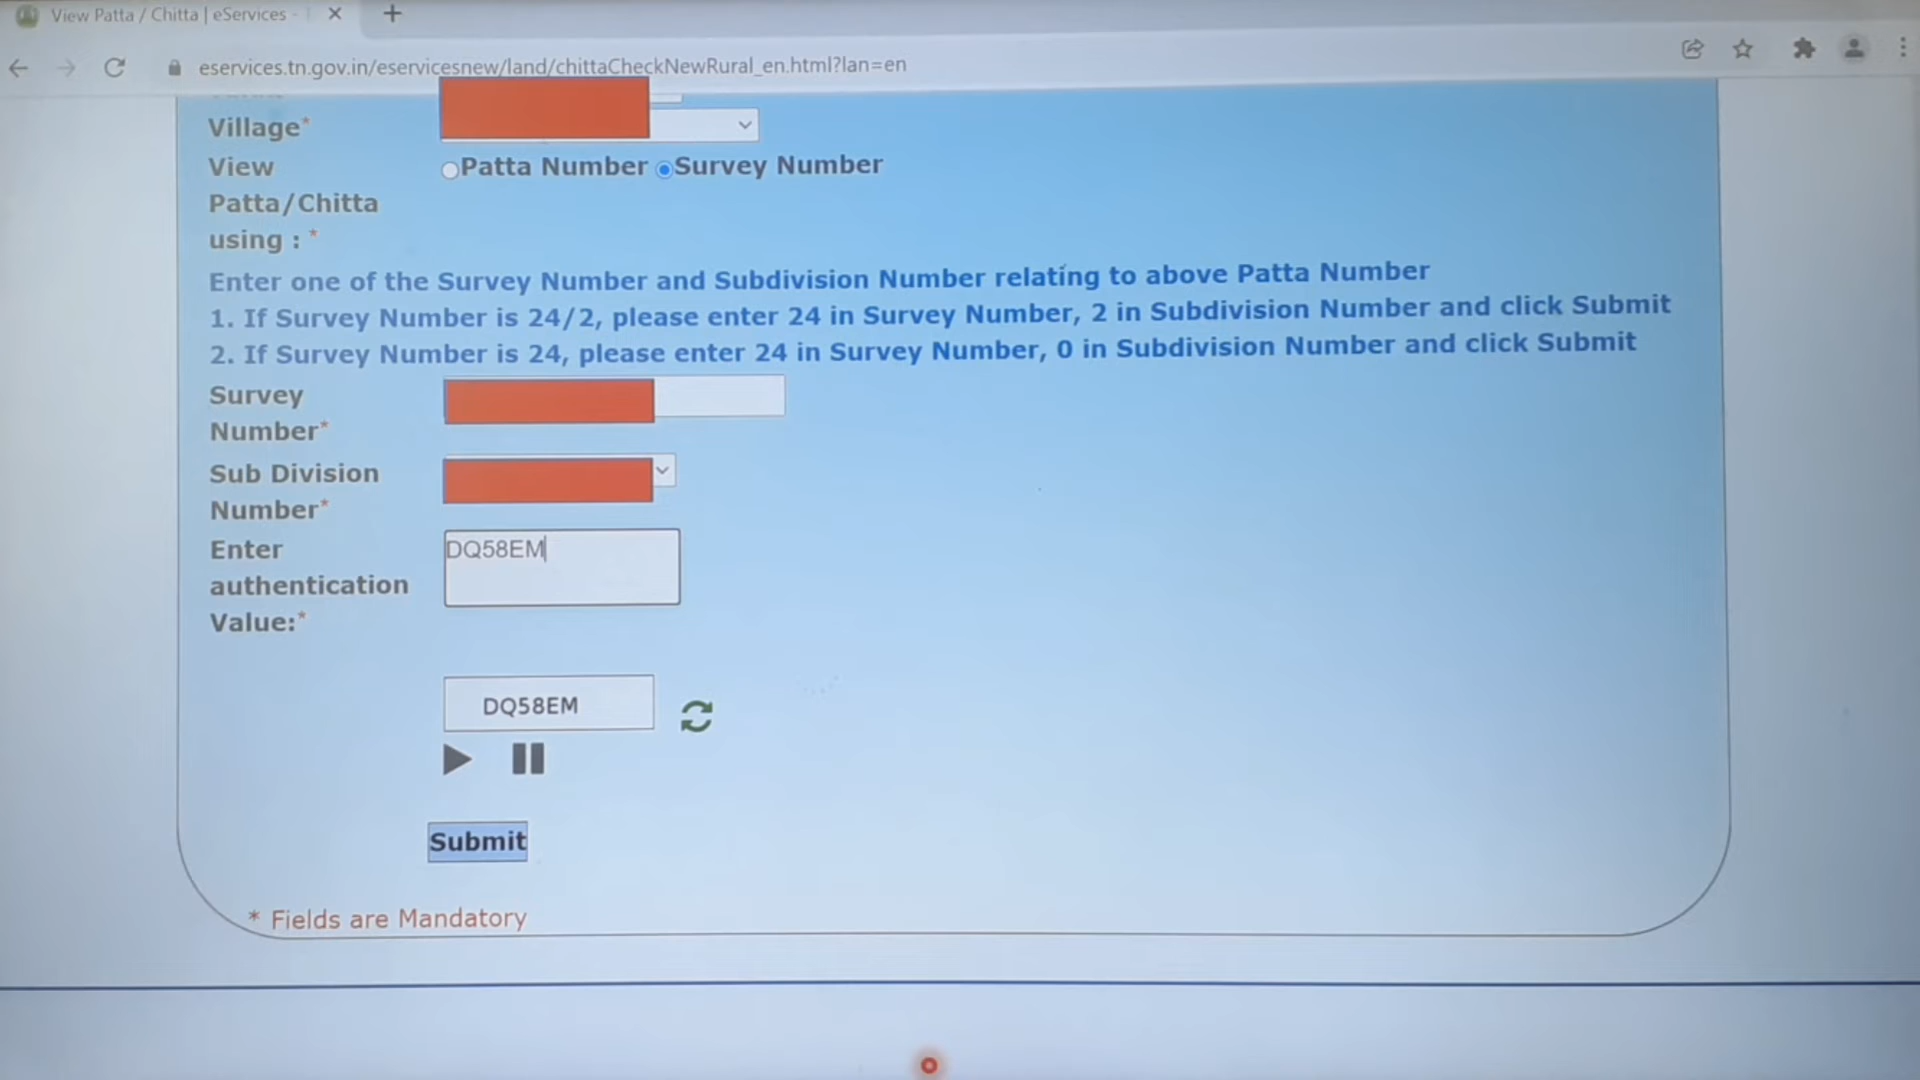 View Patta / Chitta | eServices -
eservices.tn.gov.in/eservicesnew/land/chittaCheckNewRural_en.html?lan=en
Village*
View Patta/Chitta using : *
Patta Number Survey Number
Enter one of the Survey Number and Subdivision Number relating to above Patta Number
1. If Survey Number is 24/2, please enter 24 in Survey Number, 2 in Subdivision Number and click Submit
2. If Survey Number is 24, please enter 24 in Survey Number, 0 in Subdivision Number and click Submit
Survey
Number*
Sub Division
Number*
Enter
authentication
Value:*
DQ58EM
DQ58EM
Submit
* Fields are Mandatory